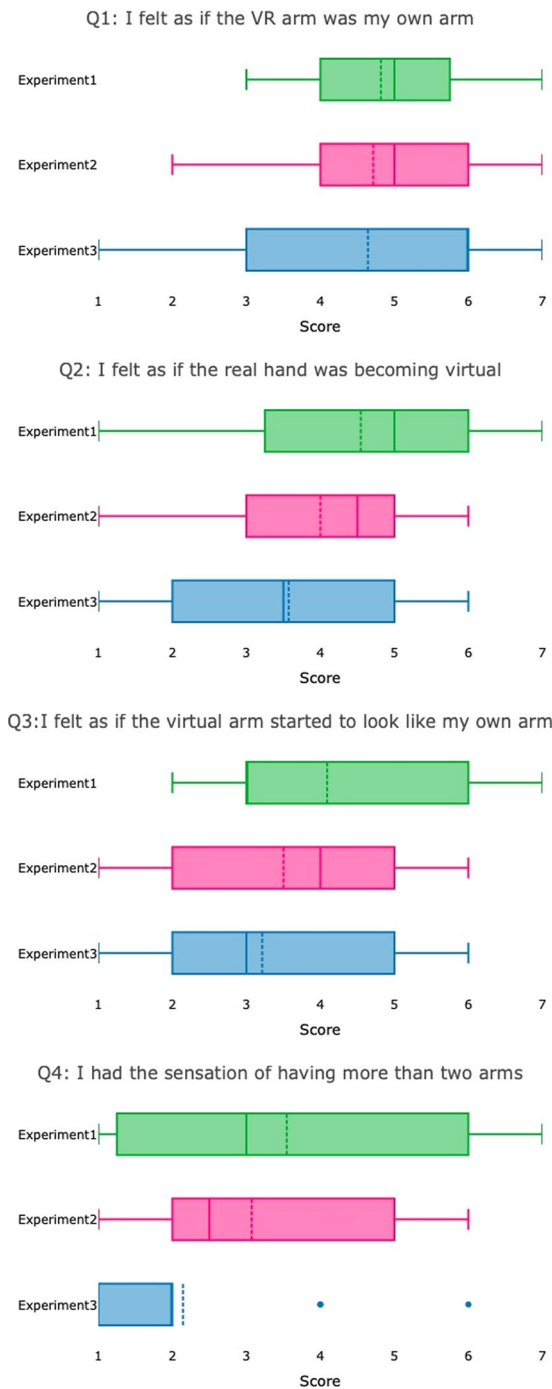 Q1: I felt as if the VR arm was my own arm
Experiment1
Experiment2
Experiment3
1 2 3 4 5 6 7
Score
Q2: I felt as if the real hand was becoming virtual
Experiment1
Experiment2
Experiment3
1 2 3 4 5 6 7
Score
Q3:I felt as if the virtual arm started to look like my own arm
Experiment1
Experiment2
Experiment3
1 2 3 4 5 6 7
Score
Q4: I had the sensation of having more than two arms
Experiment1
Experiment2
Experiment3
1 2 3 4 5 6 7
Score